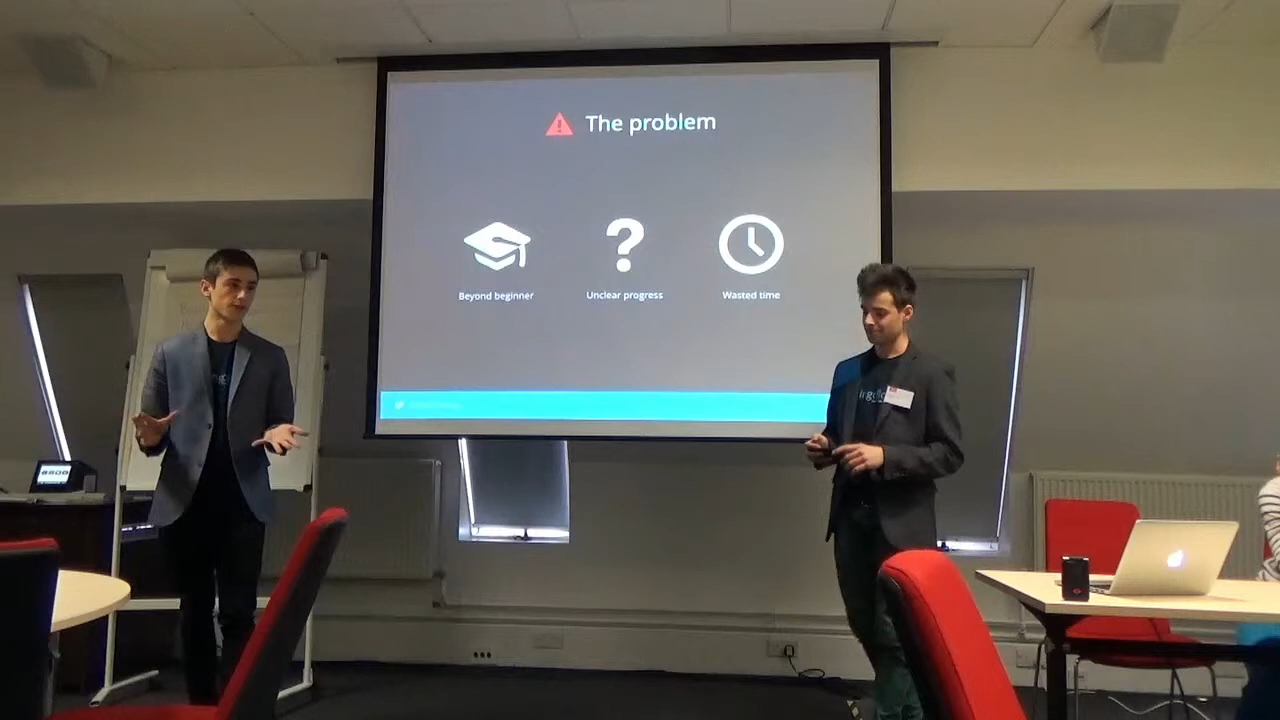 The problem
Beyond beginner
Unclear progress
Wasted time